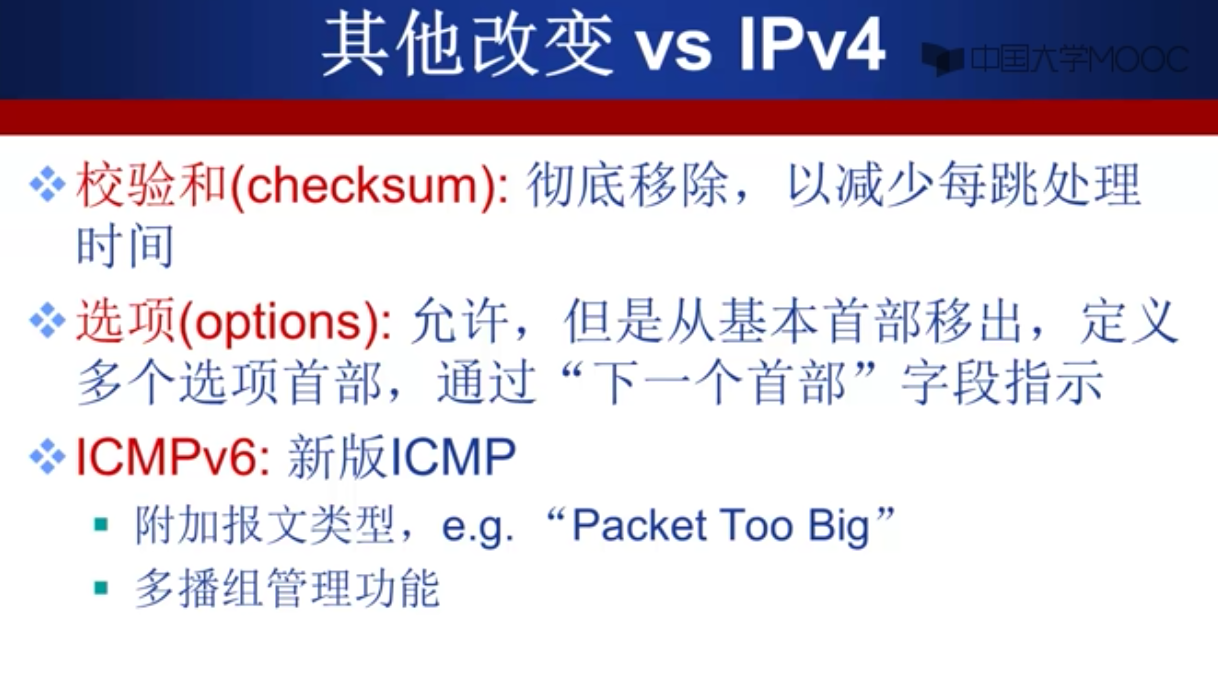 其他改变 vs IPv4
中国大学MOOC
校验和(checksum): 彻底移除，以减少每跳处理
时间
选项(options): 允许，但是从基本首部移出，定义
多个选项首部，通过“下一个首部”字段指示
ICMPv6: 新版ICMP
附加报文类型，e.g. “Packet Too Big”
多播组管理功能